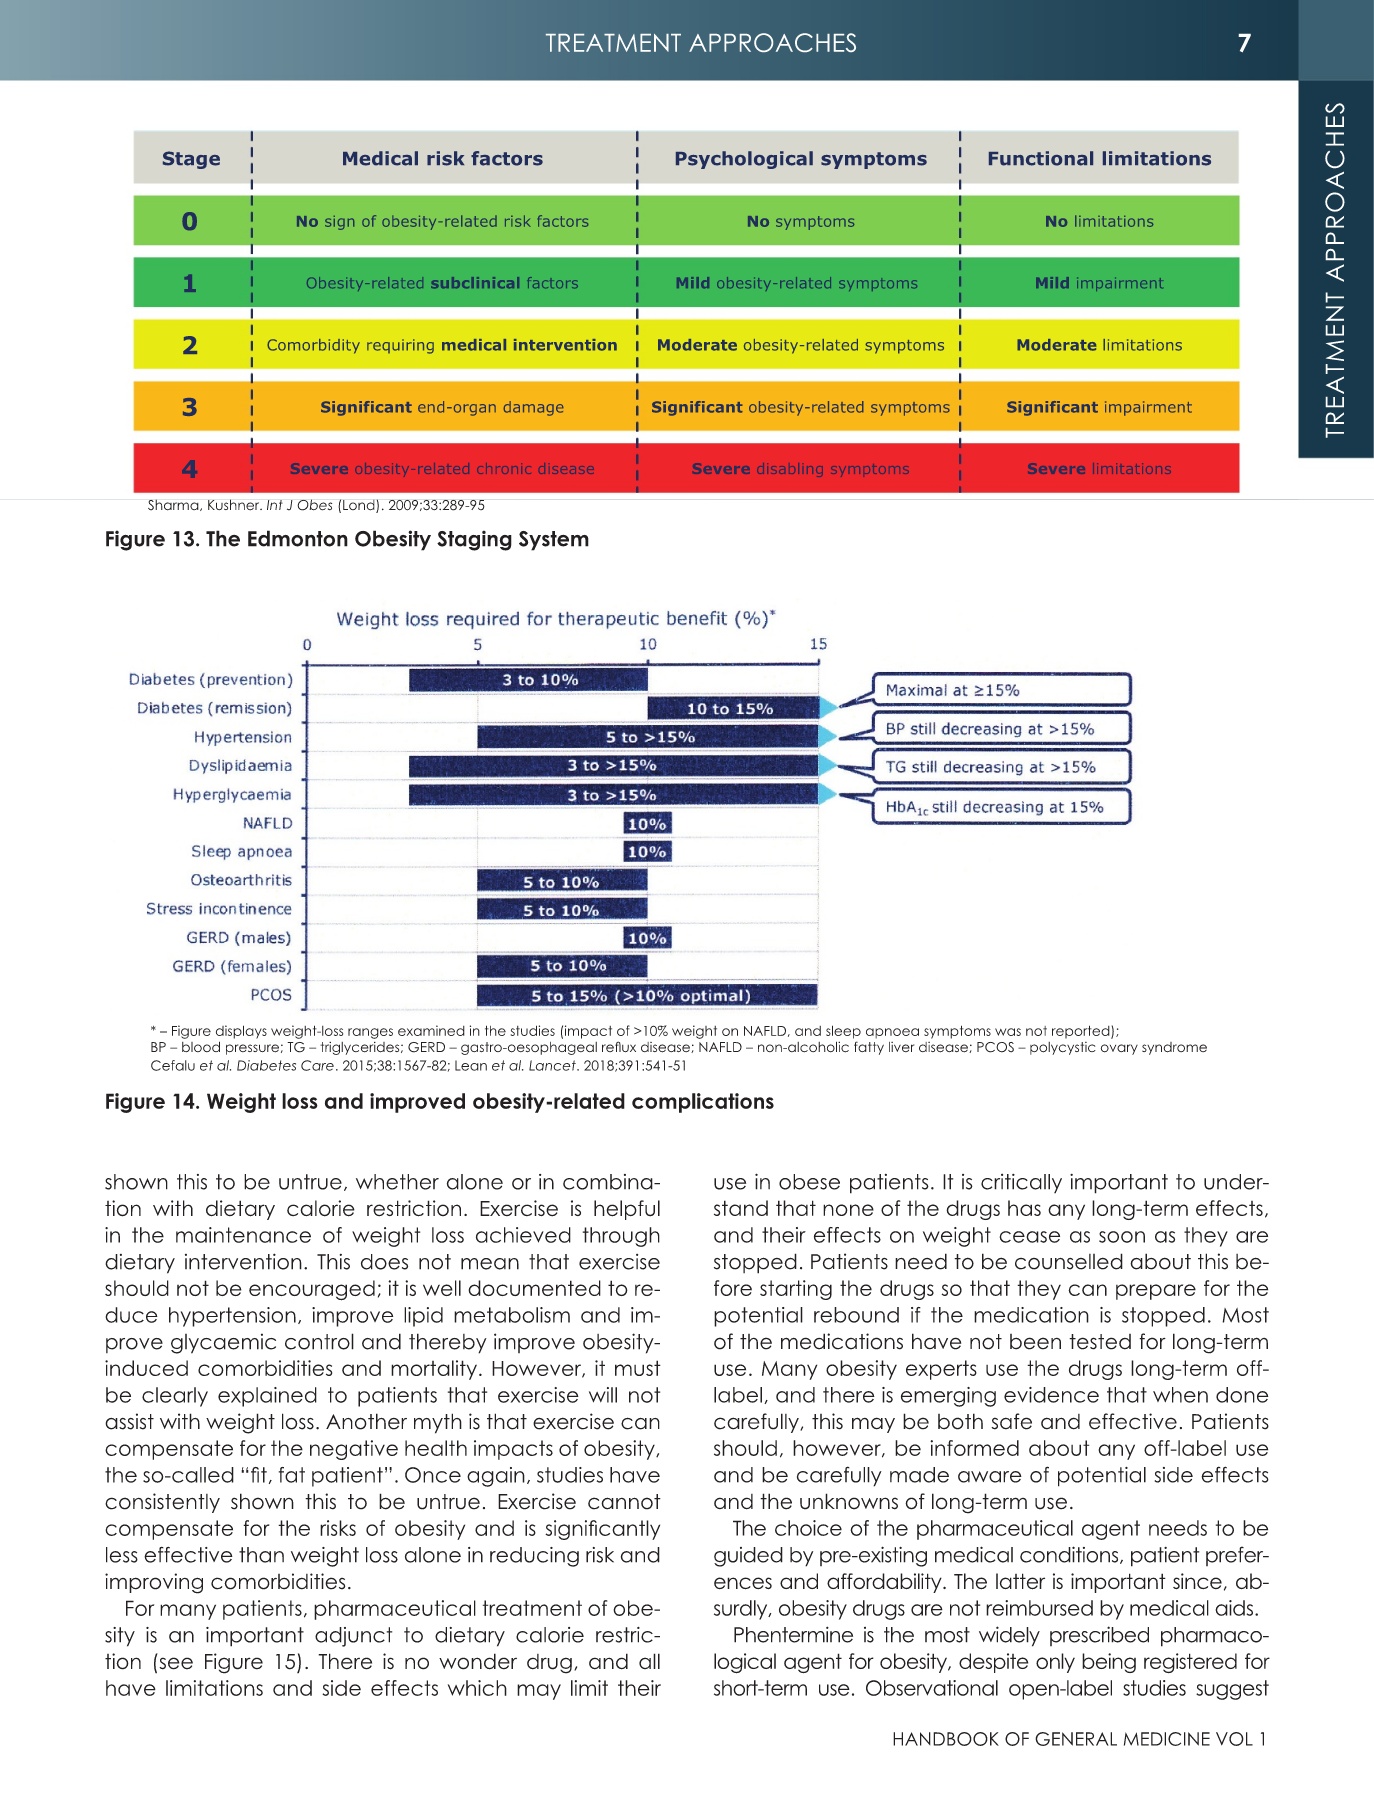 TREATMENT APPROACHES
7
TREATMENT APPROACHES
Stage Medical risk factors Psychological symptoms Functional limitations
0 No sign of obesity-related risk factors No symptoms No limitations
1 Obesity-related subclinical factors Mild obesity-related symptoms Mild impairment
2 Comorbidity requiring medical intervention Moderate obesity-related symptoms Moderate limitations
3 Significant end-organ damage Significant obesity-related symptoms Significant impairment
4 Severe obesity-related chronic disease Severe disabling symptoms Severe limitations
Sharma, Kushner. Int J Obes (Lond). 2009;33:289-95
Figure 13. The Edmonton Obesity Staging System
Weight loss required for therapeutic benefit (%)*
0 5 10 15
Diabetes (prevention) 3 to 10%
Diabetes (remission) 10 to 15% Maximal at ≥15%
Hypertension 5 to >15% BP still decreasing at >15%
Dyslipidaemia 3 to >15% TG still decreasing at >15%
Hyperglycaemia 3 to >15% HbA1c still decreasing at 15%
NAFLD 10%
Sleep apnoea 10%
Osteoarthritis 5 to 10%
Stress incontinence 5 to 10%
GERD (males) 10%
GERD (females) 5 to 10%
PCOS 5 to 15% (>10% optimal)
* – Figure displays weight-loss ranges examined in the studies (impact of >10% weight on NAFLD, and sleep apnoea symptoms was not reported);
BP – blood pressure; TG – triglycerides; GERD – gastro-oesophageal reflux disease; NAFLD – non-alcoholic fatty liver disease; PCOS – polycystic ovary syndrome
Cefalu et al. Diabetes Care. 2015;38:1567-82; Lean et al. Lancet. 2018;391:541-51
Figure 14. Weight loss and improved obesity-related complications
shown this to be untrue, whether alone or in combina-
tion with dietary calorie restriction. Exercise is helpful
in the maintenance of weight loss achieved through
dietary intervention. This does not mean that exercise
should not be encouraged; it is well documented to re-
duce hypertension, improve lipid metabolism and im-
prove glycaemic control and thereby improve obesity-
induced comorbidities and mortality. However, it must
be clearly explained to patients that exercise will not
assist with weight loss. Another myth is that exercise can
compensate for the negative health impacts of obesity,
the so-called “fit, fat patient”. Once again, studies have
consistently shown this to be untrue. Exercise cannot
compensate for the risks of obesity and is significantly
less effective than weight loss alone in reducing risk and
improving comorbidities.
For many patients, pharmaceutical treatment of obe-
sity is an important adjunct to dietary calorie restric-
tion (see Figure 15). There is no wonder drug, and all
have limitations and side effects which may limit their
use in obese patients. It is critically important to under-
stand that none of the drugs has any long-term effects,
and their effects on weight cease as soon as they are
stopped. Patients need to be counselled about this be-
fore starting the drugs so that they can prepare for the
potential rebound if the medication is stopped. Most
of the medications have not been tested for long-term
use. Many obesity experts use the drugs long-term off-
label, and there is emerging evidence that when done
carefully, this may be both safe and effective. Patients
should, however, be informed about any off-label use
and be carefully made aware of potential side effects
and the unknowns of long-term use.
The choice of the pharmaceutical agent needs to be
guided by pre-existing medical conditions, patient prefer-
ences and affordability. The latter is important since, ab-
surdly, obesity drugs are not reimbursed by medical aids.
Phentermine is the most widely prescribed pharmaco-
logical agent for obesity, despite only being registered for
short-term use. Observational open-label studies suggest
HANDBOOK OF GENERAL MEDICINE VOL 1